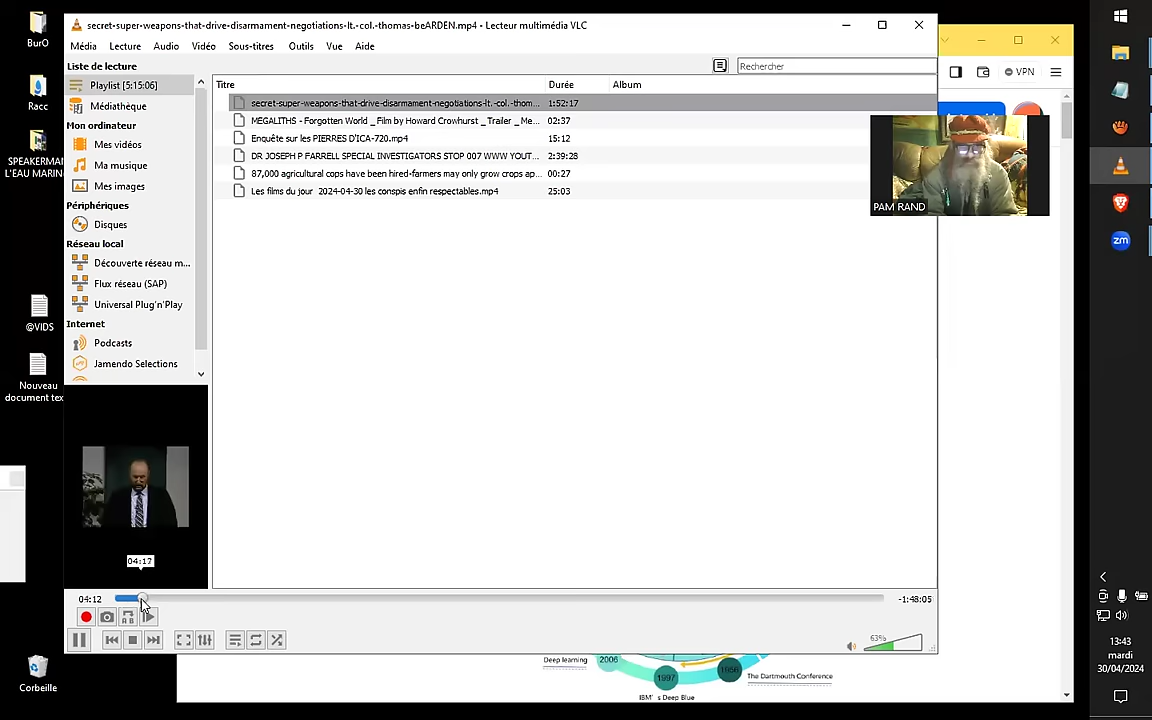 BurO
Racc
SPEAKERMAI
L'EAU MARIN
@VIDS
Nouveau
document tex
Corbeille
secret-super-weapons-that-drive-disarmament-negotiations-lt.-col.-thomas-beARDEN.mp4 - Lecteur multimédia VLC
Média Lecture Audio Vidéo Sous-titres Outils Vue Aide
Liste de lecture
Rechercher
Playlist [5:15:06]
Médiathèque
Mon ordinateur
Mes vidéos
Ma musique
Mes images
Périphériques
Disques
Réseau local
Découverte réseau m...
Flux réseau (SAP)
Universal Plug'n'Play
Internet
Podcasts
Jamendo Selections
Titre Durée Album
secret-super-weapons-that-drive-disarmament-negotiations-lt.-col.-thom... 1:52:17
MEGALITHS - Forgotten World _ Film by Howard Crowhurst _ Trailer _ Me... 02:37
Enquête sur les PIERRES D'ICA-720.mp4 15:12
DR JOSEPH P FARRELL SPECIAL INVESTIGATORS STOP 007 WWW YOUT... 2:39:28
87,000 agricultural cops have been hired-farmers may only grow crops ap... 00:27
Les films du jour 2024-04-30 les conspis enfin respectables.mp4 25:03
VPN
PAM RAND
zm
04:17
04:12
-1:48:05
63%
Deep learning
2006
1997
1956
The Dartmouth Conference
IBM's Deep Blue
13:43
mardi
30/04/2024